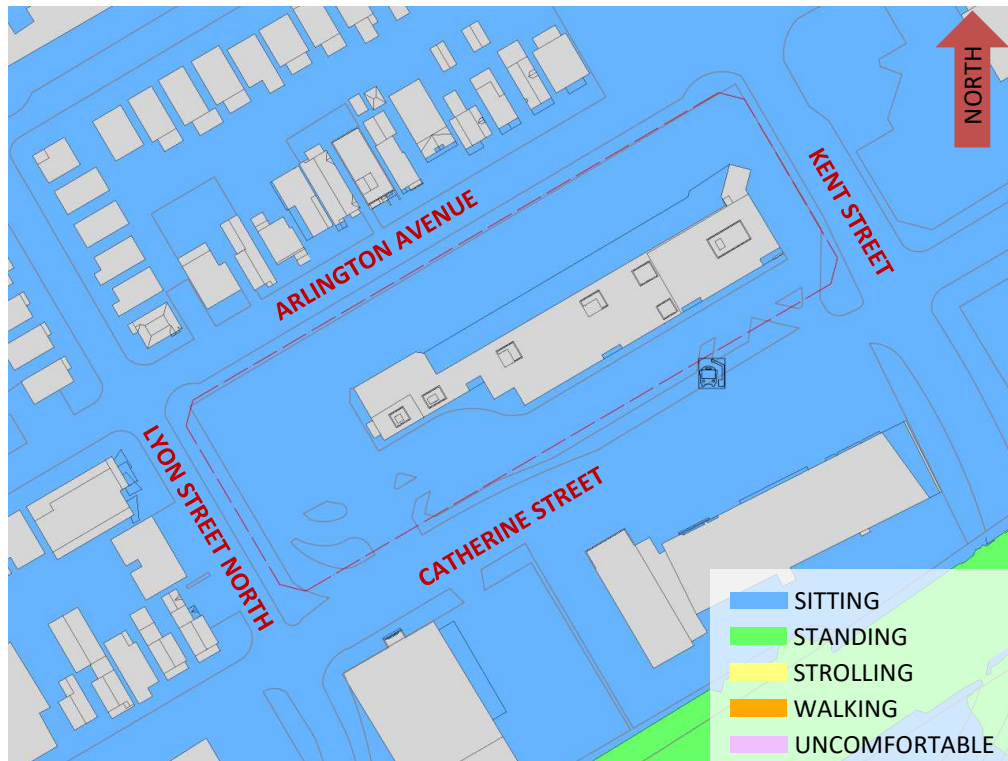 NORTH
KENT STREET
ARLINGTON AVENUE
LYON STREET NORTH
CATHERINE STREET
SITTING
STANDING
STROLLING
WALKING
UNCOMFORTABLE